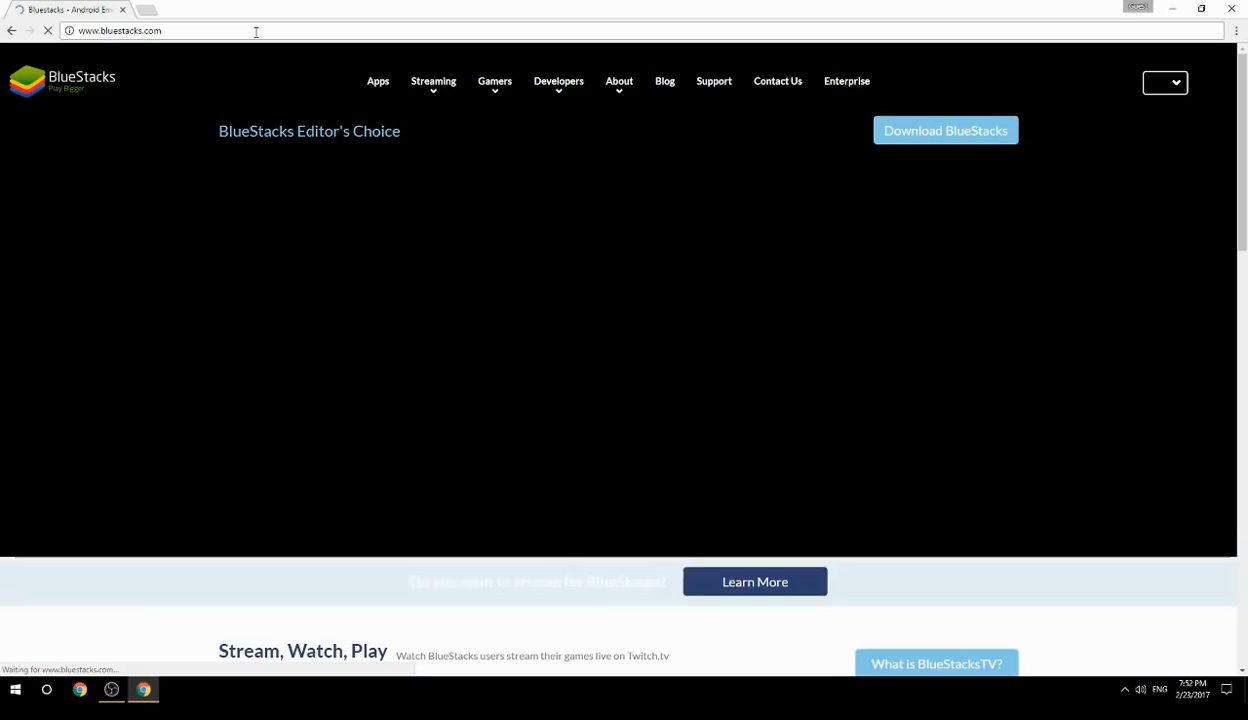 Bluestacks - Android Em
Guest
www.bluestacks.com
BlueStacks
Play Bigger
Apps
Streaming
Gamers
Developers
About
Blog
Support
Contact Us
Enterprise
BlueStacks Editor's Choice
Download BlueStacks
Learn More
Stream, Watch, Play
Watch BlueStacks users stream their games live on Twitch.tv
What is BlueStacksTV?
Waiting for www.bluestacks.com...
ENG
7:52 PM
2/23/2017